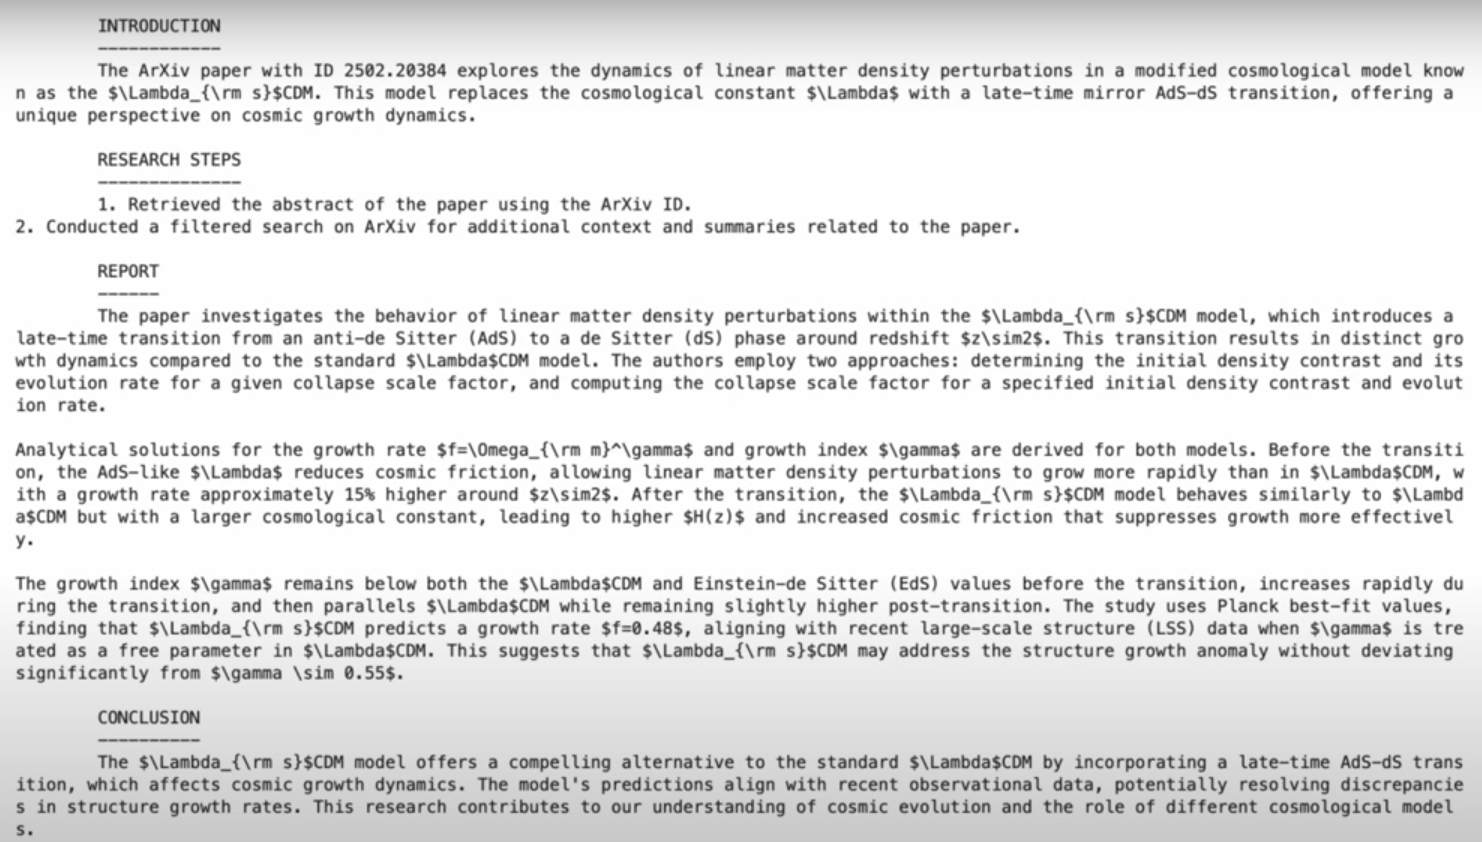 INTRODUCTION
------------
The ArXiv paper with ID 2502.20384 explores the dynamics of linear matter density perturbations in a modified cosmological model know
n as the $\Lambda_{\rm s}$CDM. This model replaces the cosmological constant $\Lambda$ with a late-time mirror AdS-dS transition, offering a
unique perspective on cosmic growth dynamics.
RESEARCH STEPS
--------------
1. Retrieved the abstract of the paper using the ArXiv ID.
2. Conducted a filtered search on ArXiv for additional context and summaries related to the paper.
REPORT
------
The paper investigates the behavior of linear matter density perturbations within the $\Lambda_{\rm s}$CDM model, which introduces a
late-time transition from an anti-de Sitter (AdS) to a de Sitter (dS) phase around redshift $z\sim2$. This transition results in distinct gro
wth dynamics compared to the standard $\Lambda$CDM model. The authors employ two approaches: determining the initial density contrast and its
evolution rate for a given collapse scale factor, and computing the collapse scale factor for a specified initial density contrast and evolut
ion rate.
Analytical solutions for the growth rate $f=\Omega_{\rm m}^\gamma$ and growth index $\gamma$ are derived for both models. Before the transiti
on, the AdS-like $\Lambda$ reduces cosmic friction, allowing linear matter density perturbations to grow more rapidly than in $\Lambda$CDM, w
ith a growth rate approximately 15% higher around $z\sim2$. After the transition, the $\Lambda_{\rm s}$CDM model behaves similarly to $\Lambd
a$CDM but with a larger cosmological constant, leading to higher $H(z)$ and increased cosmic friction that suppresses growth more effectivel
y.
The growth index $\gamma$ remains below both the $\Lambda$CDM and Einstein-de Sitter (EdS) values before the transition, increases rapidly du
ring the transition, and then parallels $\Lambda$CDM while remaining slightly higher post-transition. The study uses Planck best-fit values,
finding that $\Lambda_{\rm s}$CDM predicts a growth rate $f=0.48$, aligning with recent large-scale structure (LSS) data when $\gamma$ is tre
ated as a free parameter in $\Lambda$CDM. This suggests that $\Lambda_{\rm s}$CDM may address the structure growth anomaly without deviating
significantly from $\gamma \sim 0.55$.
CONCLUSION
----------
The $\Lambda_{\rm s}$CDM model offers a compelling alternative to the standard $\Lambda$CDM by incorporating a late-time AdS-dS trans
ition, which affects cosmic growth dynamics. The model's predictions align with recent observational data, potentially resolving discrepancie
s in structure growth rates. This research contributes to our understanding of cosmic evolution and the role of different cosmological model
s.